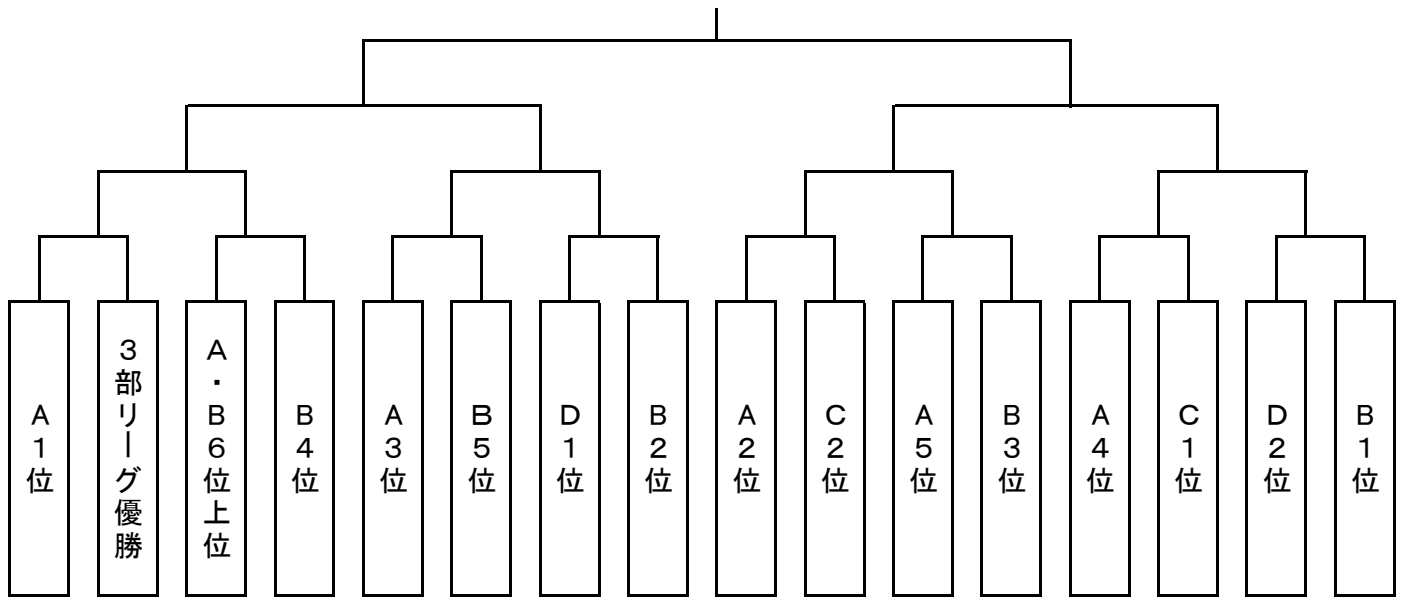 A1位
3部リーグ優勝
A・B6位上位
B4位
A3位
B5位
D1位
B2位
A2位
C2位
A5位
B3位
A4位
C1位
D2位
B1位